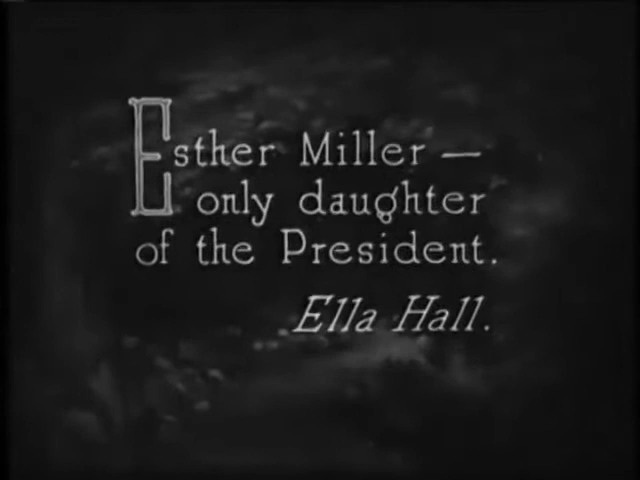 Esther Miller —
only daughter
of the President.
Ella Hall.